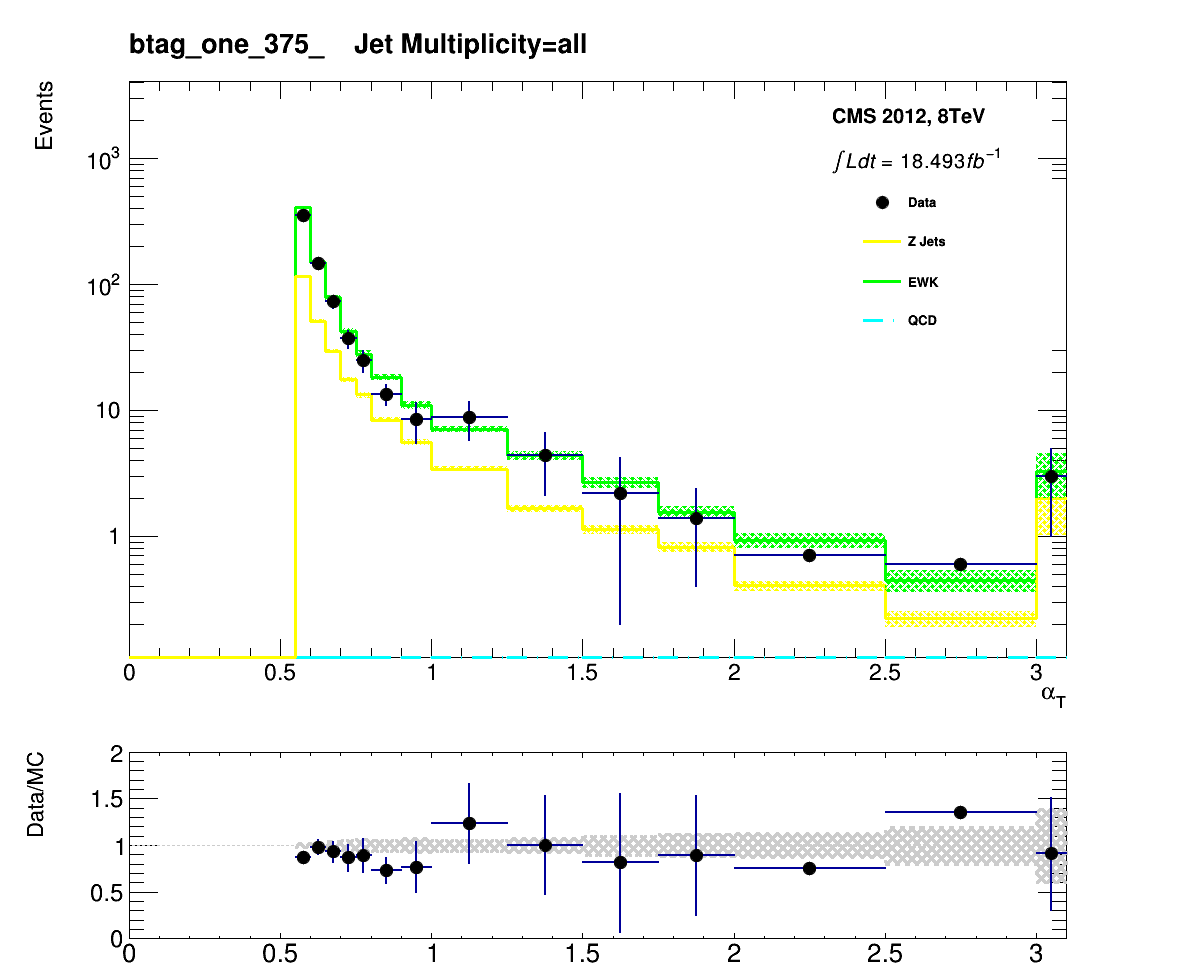 btag_one_375_ Jet Multiplicity=all
Events
CMS 2012, 8TeV
∫Ldt = 18.493fb⁻¹
Data
Z Jets
EWK
QCD
10³
10²
10
1
0 0.5 1 1.5 2 2.5 3
α_T
Data/MC
2
1.5
1
0.5
0
0 0.5 1 1.5 2 2.5 3